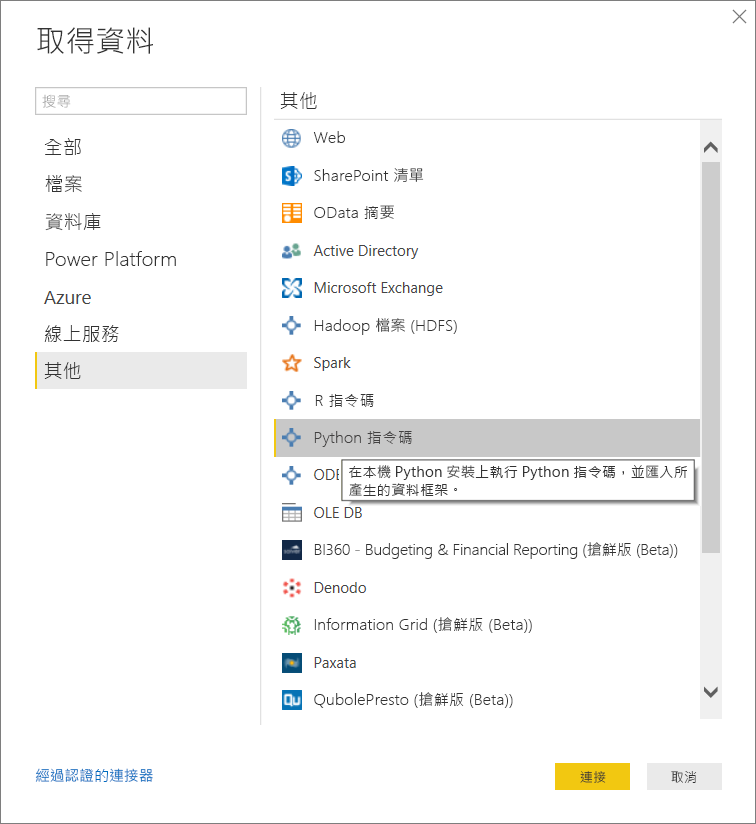 取得資料
搜尋
全部
檔案
資料庫
Power Platform
Azure
線上服務
其他
其他
Web
SharePoint 清單
OData 摘要
Active Directory
Microsoft Exchange
Hadoop 檔案 (HDFS)
Spark
R 指令碼
Python 指令碼
在本機 Python 安裝上執行 Python 指令碼，並匯入所
產生的資料框架。
OLE DB
BI360 - Budgeting & Financial Reporting (搶鮮版 (Beta))
Denodo
Information Grid (搶鮮版 (Beta))
Paxata
QubolePresto (搶鮮版 (Beta))
經過認證的連接器
連接
取消